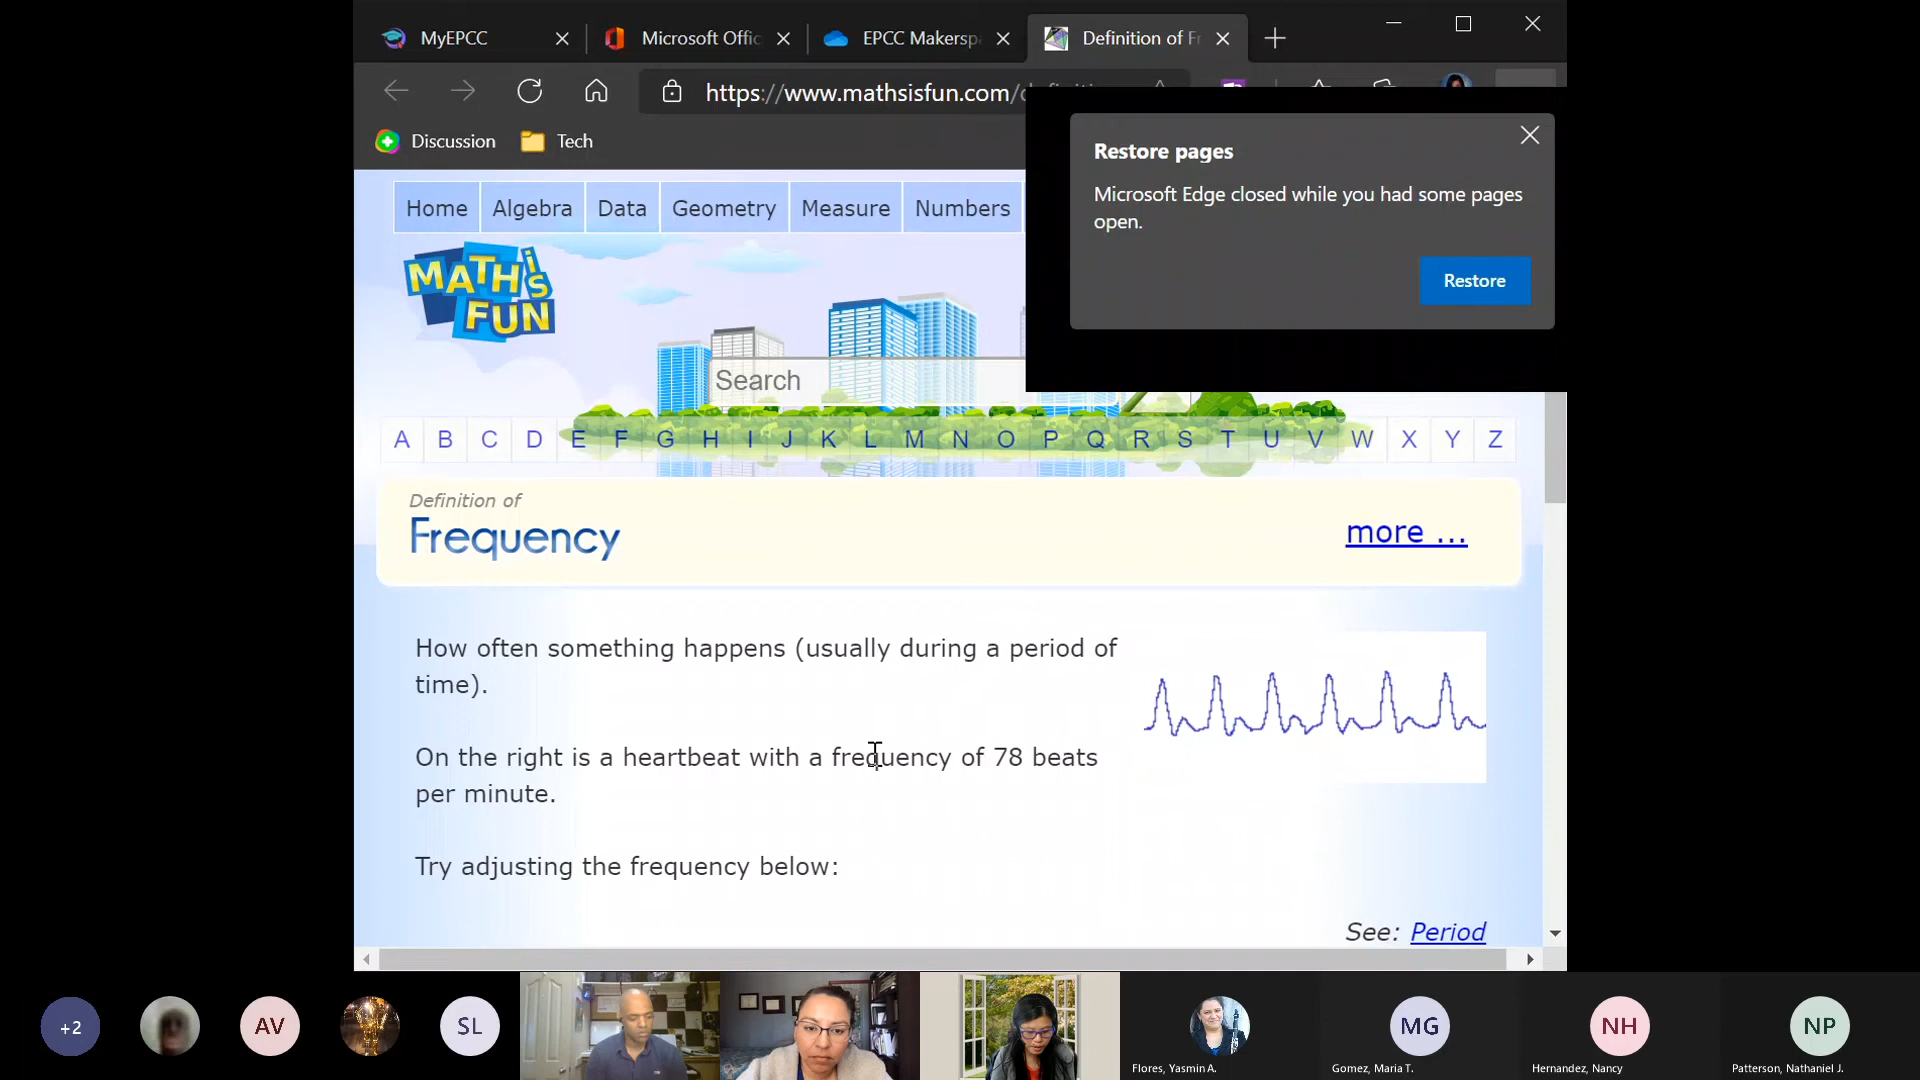 MyEPCC
Microsoft Offic
EPCC Makersp
Definition of Fr
https://www.mathsisfun.com/definiti
Discussion
Tech
Restore pages
Microsoft Edge closed while you had some pages
open.
Restore
Home
Algebra
Data
Geometry
Measure
Numbers
MATH iS
FUN
Search
A B C D E F G H I J K L M N O P Q R S T U V W X Y Z
Definition of
Frequency
more ...
How often something happens (usually during a period of
time).
On the right is a heartbeat with a frequency of 78 beats
per minute.
Try adjusting the frequency below:
See: Period
+2
AV
SL
MG
NH
NP
Flores, Yasmin A.
Gomez, Maria T.
Hernandez, Nancy
Patterson, Nathaniel J.